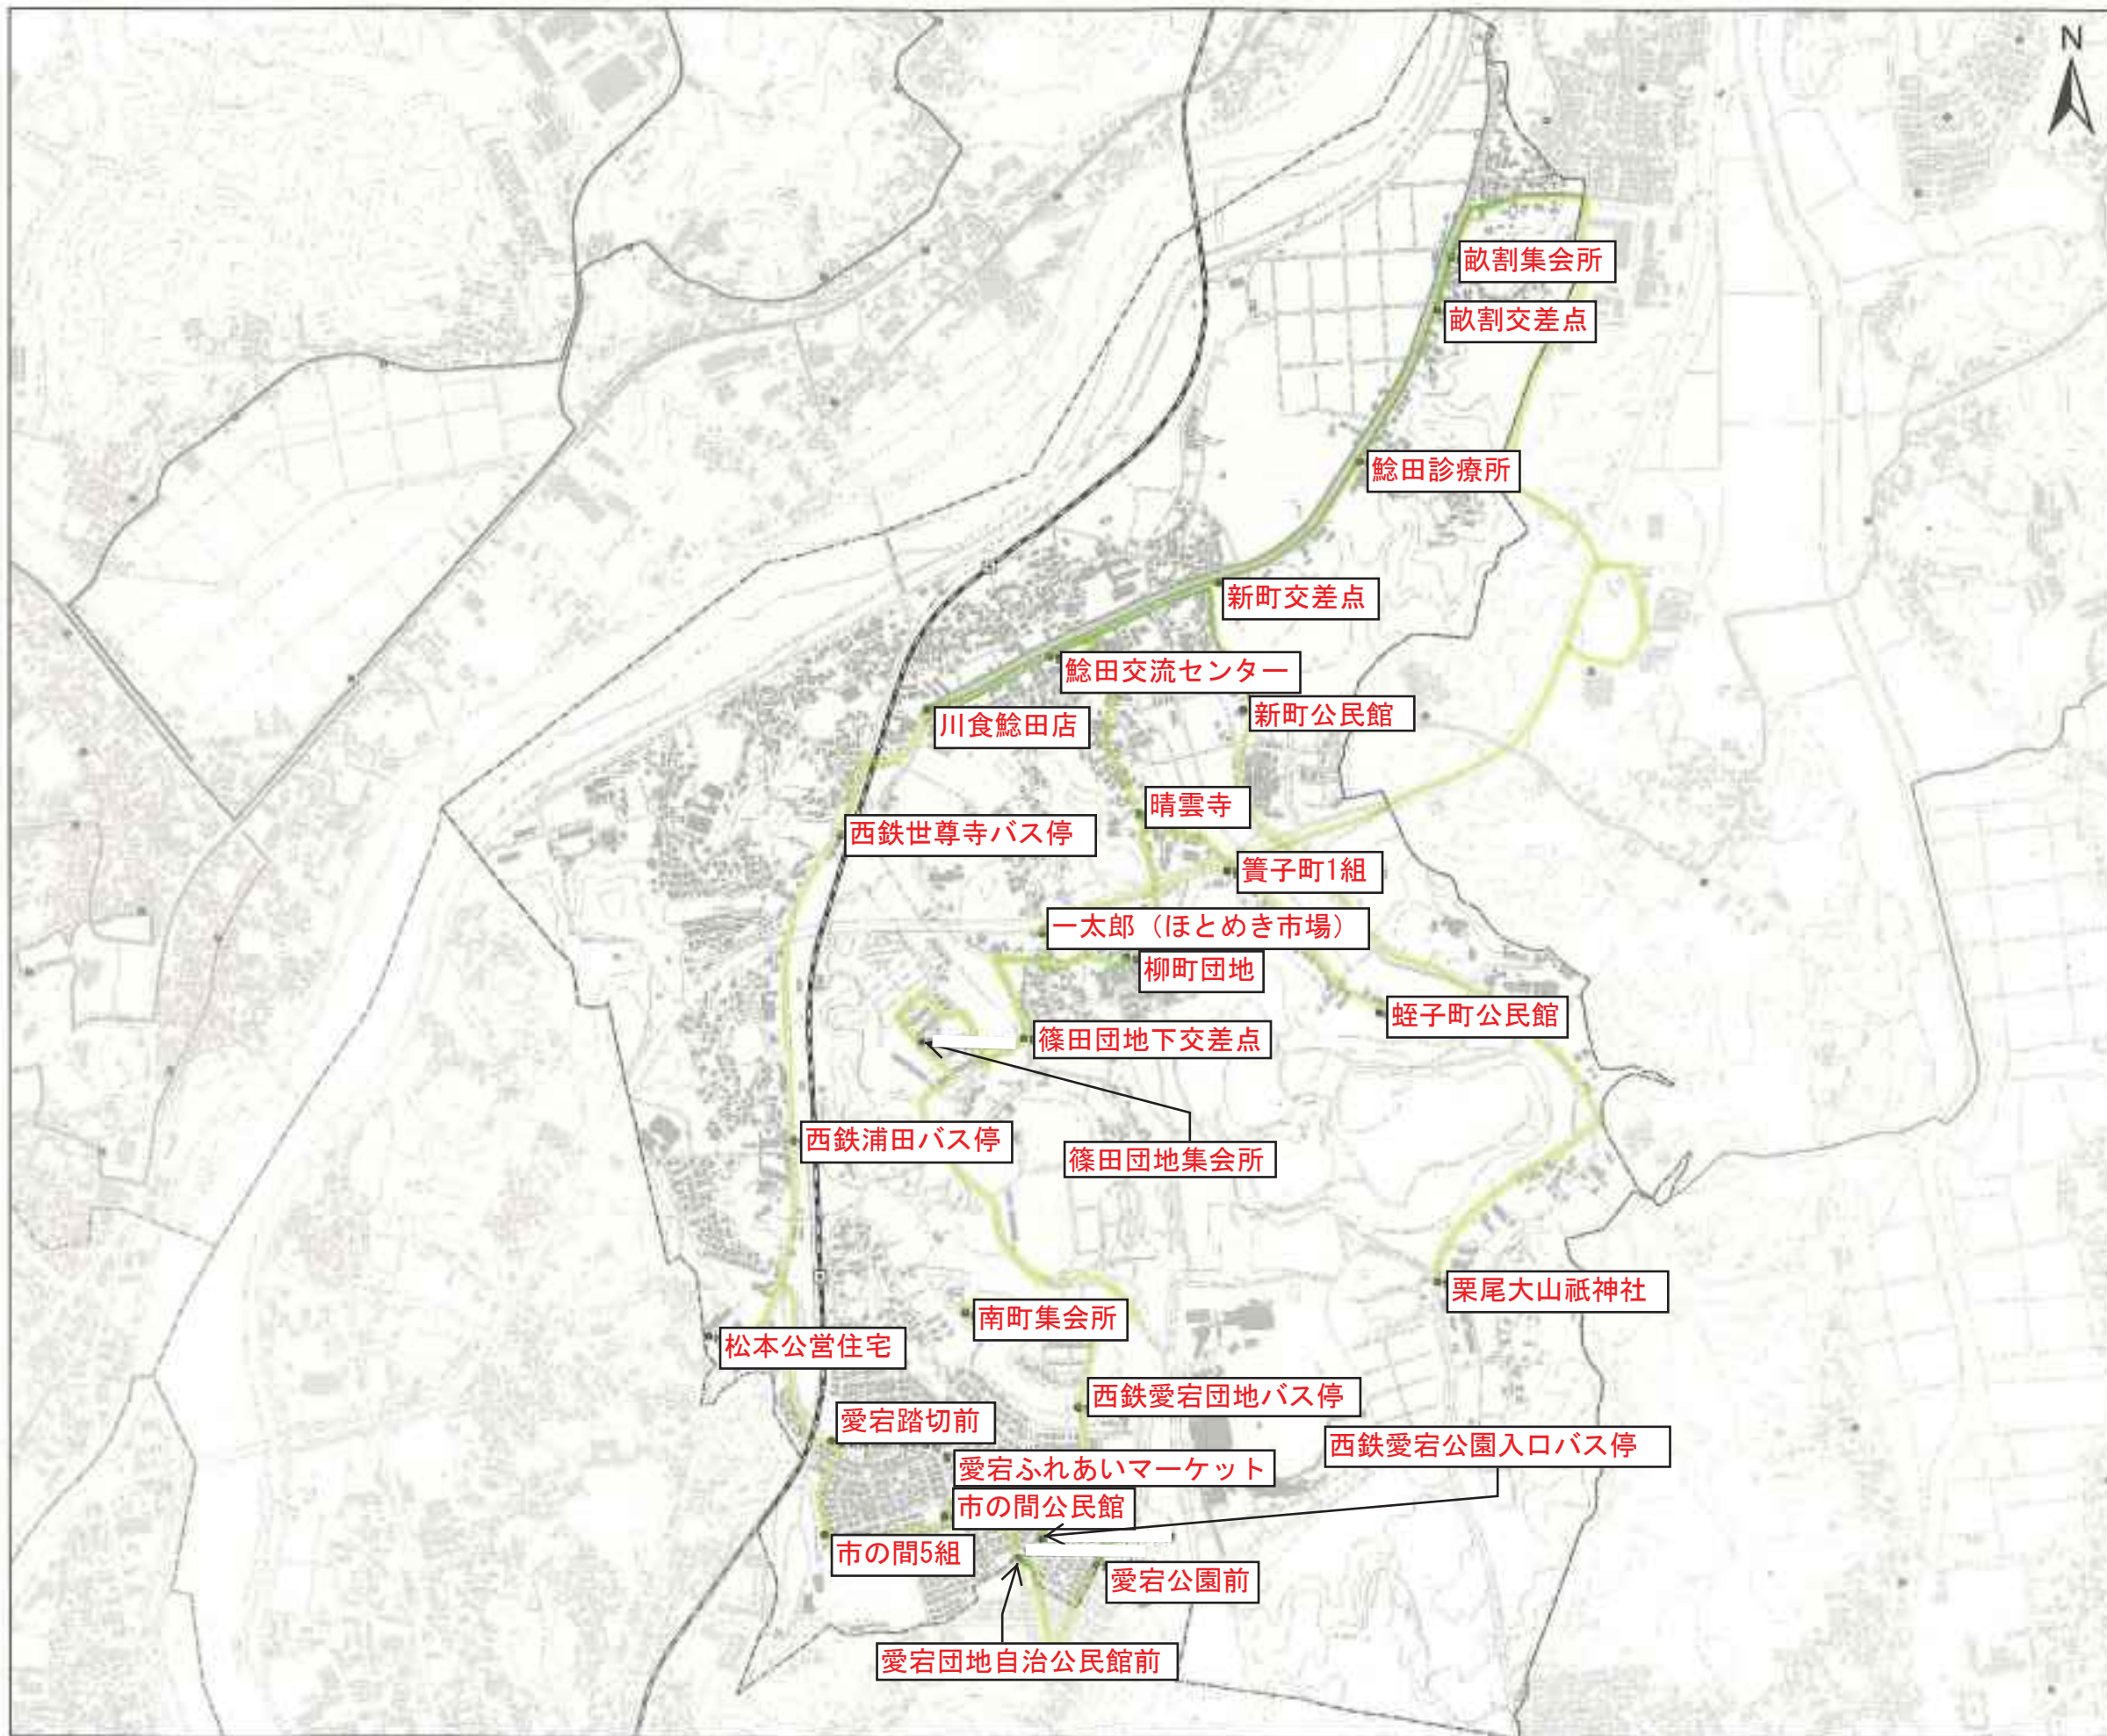 N
畝割集会所
畝割交差点
鯰田診療所
新町交差点
鯰田交流センター
新町公民館
川食鯰田店
晴雲寺
西鉄世尊寺バス停
簀子町1組
一太郎（ほとめき市場）
柳町団地
蛭子町公民館
篠田団地下交差点
西鉄浦田バス停
篠田団地集会所
栗尾大山祇神社
南町集会所
松本公営住宅
西鉄愛宕団地バス停
愛宕踏切前
西鉄愛宕公園入口バス停
愛宕ふれあいマーケット
市の間公民館
市の間5組
愛宕公園前
愛宕団地自治公民館前